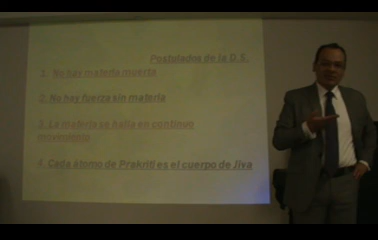 Postulados de la D.S.
1. No hay materia muerta
2. No hay fuerza sin materia
3. La materia se halla en continuo
movimiento
4. Cada átomo de Prakriti es el cuerpo de Jiva